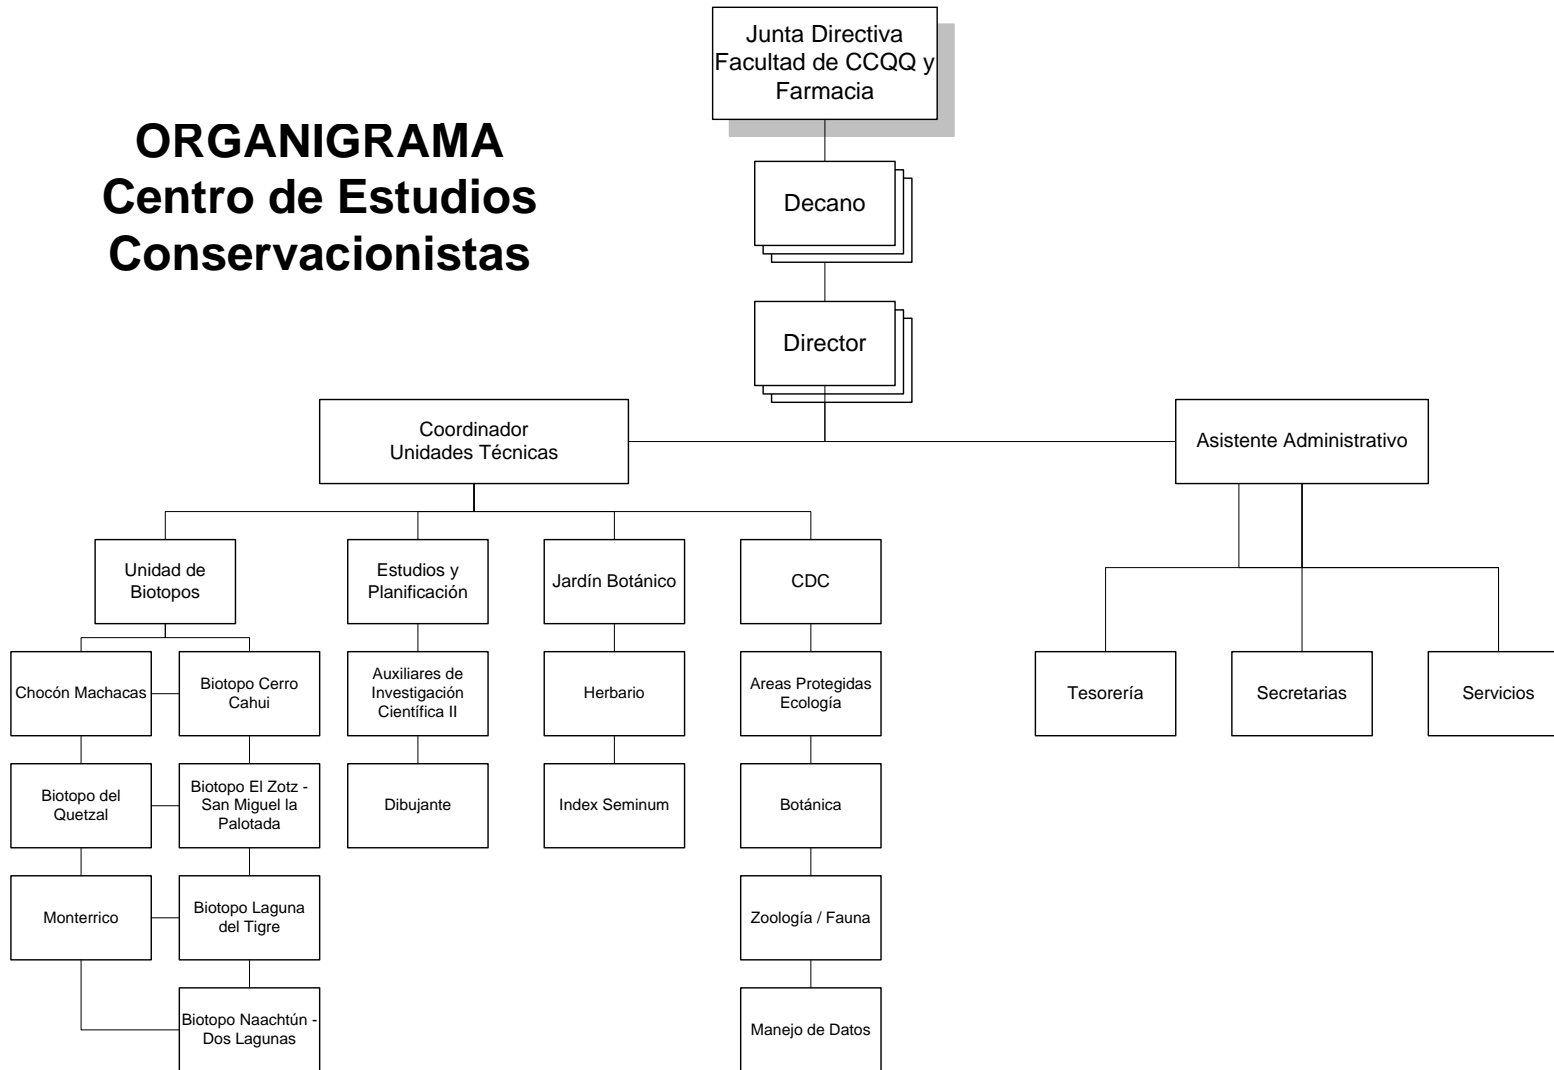 Junta Directiva
Facultad de CCQQ y
Farmacia
ORGANIGRAMA
Centro de Estudios
Conservacionistas
Decano
Director
Coordinador
Unidades Técnicas
Asistente Administrativo
Unidad de
Biotopos
Estudios y
Planificación
Jardín Botánico
CDC
Chocón Machacas
Biotopo Cerro
Cahui
Auxiliares de
Investigación
Científica II
Herbario
Areas Protegidas
Ecología
Tesorería
Secretarias
Servicios
Biotopo del
Quetzal
Biotopo El Zotz -
San Miguel la
Palotada
Dibujante
Index Seminum
Botánica
Monterrico
Biotopo Laguna
del Tigre
Zoología / Fauna
Biotopo Naachtún -
Dos Lagunas
Manejo de Datos